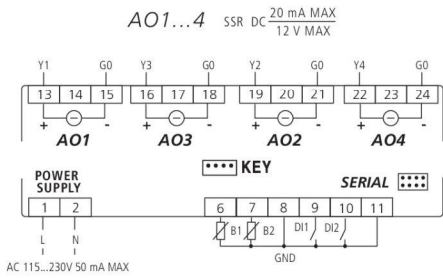 AO1...4 SSR DC 20 mA MAX
12 V MAX
Y1 G0 Y3 G0 Y2 G0 Y4 G0
13 14 15 16 17 18 19 20 21 22 23 24
+ - + - + - + -
AO1 AO3 AO2 AO4
KEY
POWER
SUPPLY
SERIAL
1 2 6 7 8 9 10 11
L N B1 B2 DI1 DI2
GND
AC 115...230V 50 mA MAX